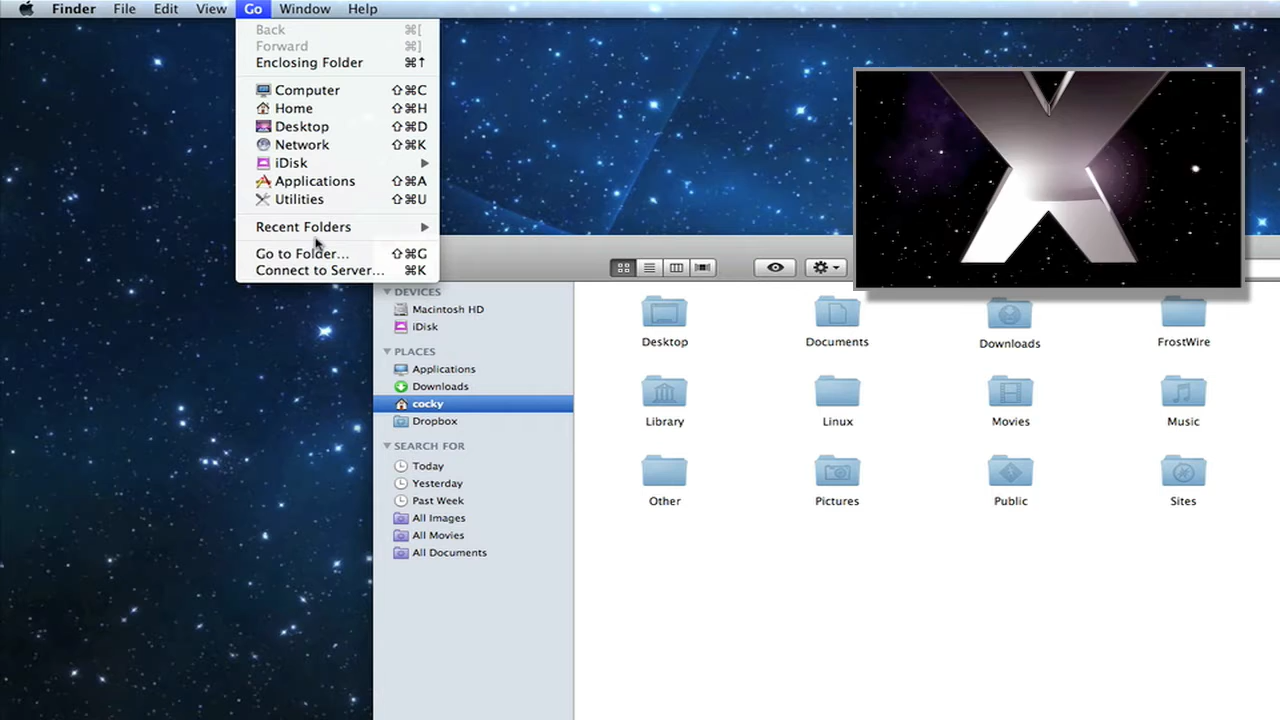 Finder File Edit View Go Window Help
Back ⌘[
Forward ⌘]
Enclosing Folder ⌘↑
Computer ⇧⌘C
Home ⇧⌘H
Desktop ⇧⌘D
Network ⇧⌘K
iDisk
Applications ⇧⌘A
Utilities ⇧⌘U
Recent Folders
Go to Folder... ⇧⌘G
Connect to Server... ⌘K
X
DEVICES
Macintosh HD
iDisk
PLACES
Applications
Downloads
cocky
Dropbox
SEARCH FOR
Today
Yesterday
Past Week
All Images
All Movies
All Documents
Desktop Documents Downloads FrostWire
Library Linux Movies Music
Other Pictures Public Sites